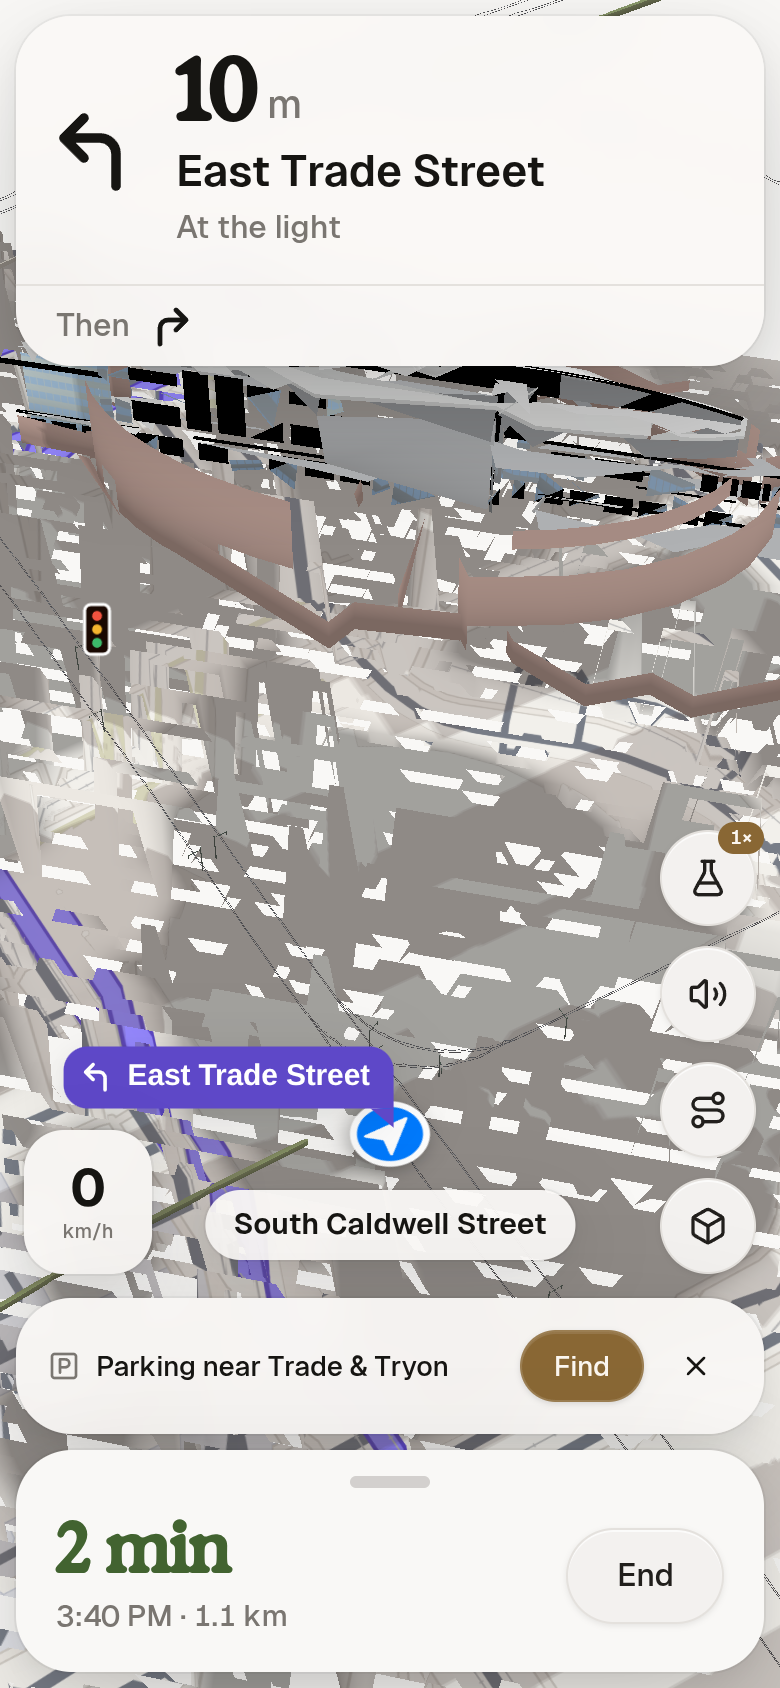 10 m
East Trade Street
At the light
Then
1×
East Trade Street
0
km/h
South Caldwell Street
P
Parking near Trade & Tryon
Find
2 min
End
3:40 PM · 1.1 km